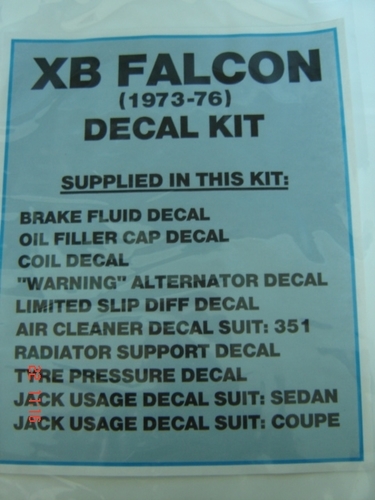 XB FALCON
(1973-76)
DECAL KIT
SUPPLIED IN THIS KIT:
BRAKE FLUID DECAL
OIL FILLER CAP DECAL
COIL DECAL
"WARNING" ALTERNATOR DECAL
LIMITED SLIP DIFF DECAL
AIR CLEANER DECAL SUIT: 351
RADIATOR SUPPORT DECAL
TYRE PRESSURE DECAL
JACK USAGE DECAL SUIT: SEDAN
JACK USAGE DECAL SUIT: COUPE